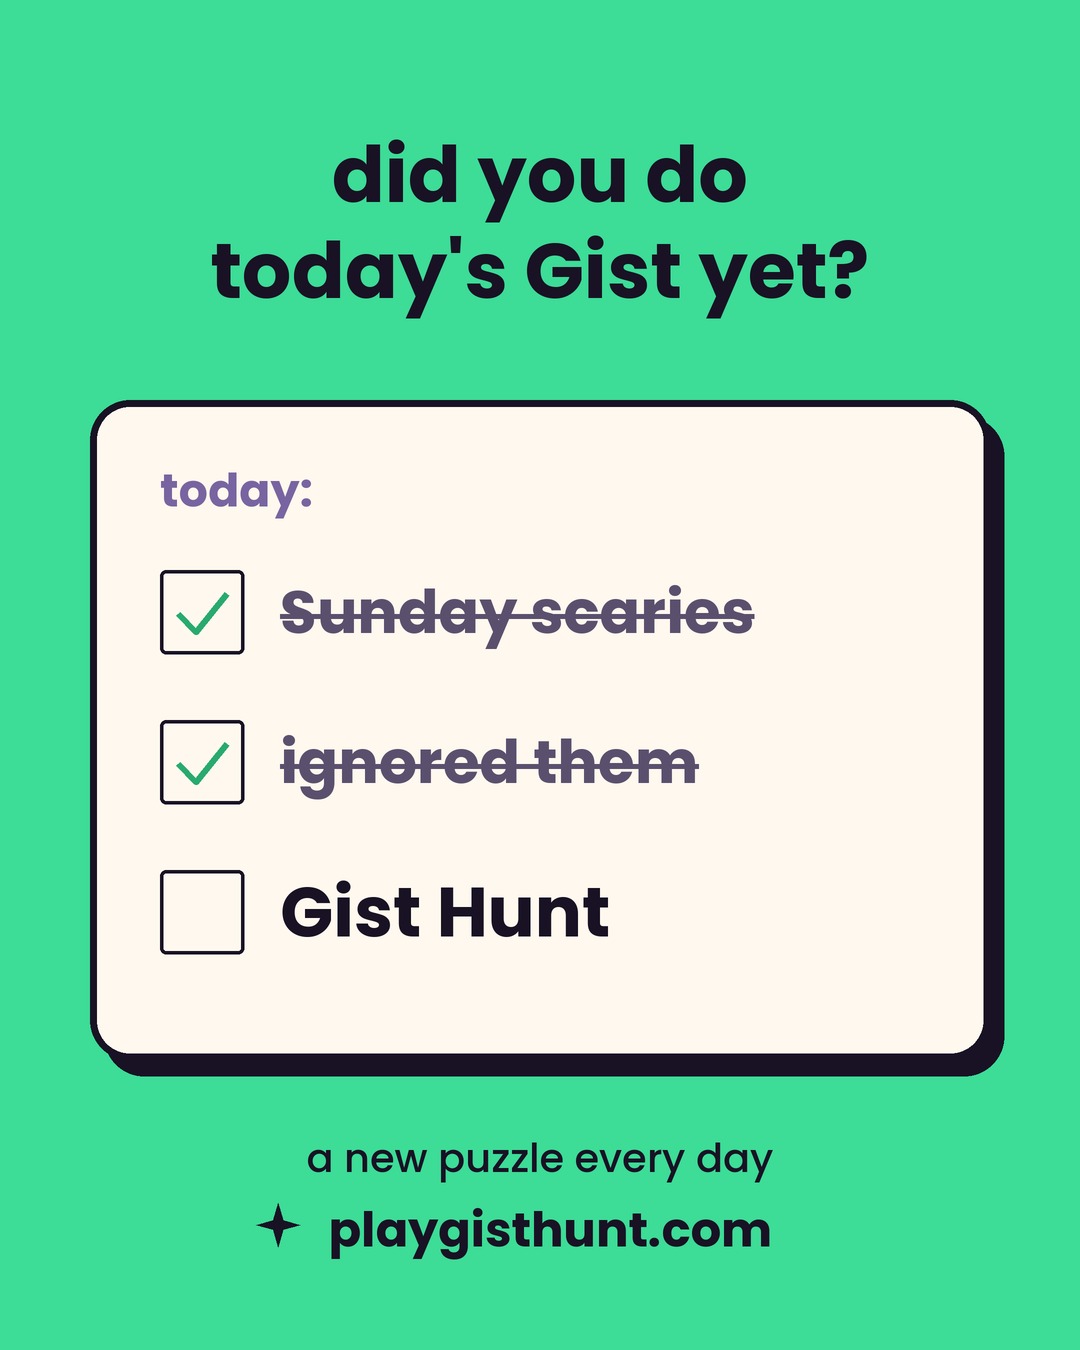 did you do
today's Gist yet?
today:
Sunday scaries
ignored them
Gist Hunt
a new puzzle every day
playgisthunt.com